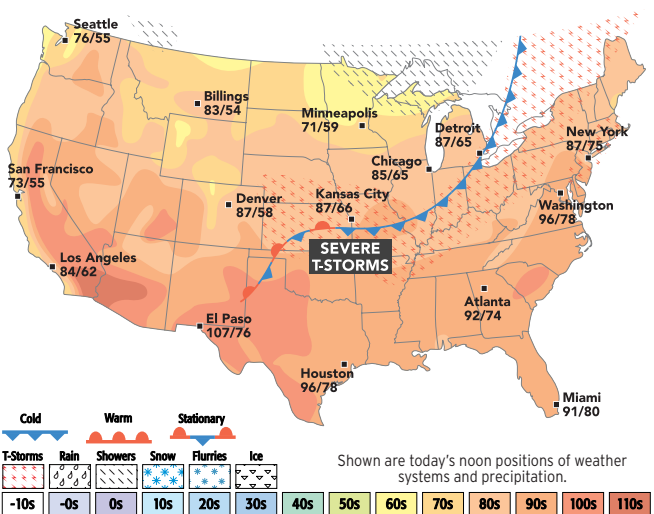 Seattle
76/55
Billings
83/54
Minneapolis
71/59
Detroit
87/65
New York
87/75
San Francisco
73/55
Chicago
85/65
Denver
87/58
Kansas City
87/66
Washington
96/78
SEVERE
T-STORMS
Los Angeles
84/62
Atlanta
92/74
El Paso
107/76
Houston
96/78
Miami
91/80
Cold
Warm
Stationary
T-Storms
Rain
Showers
Snow
Flurries
Ice
Shown are today's noon positions of weather
systems and precipitation.
-10s
-0s
0s
10s
20s
30s
40s
50s
60s
70s
80s
90s
100s
110s